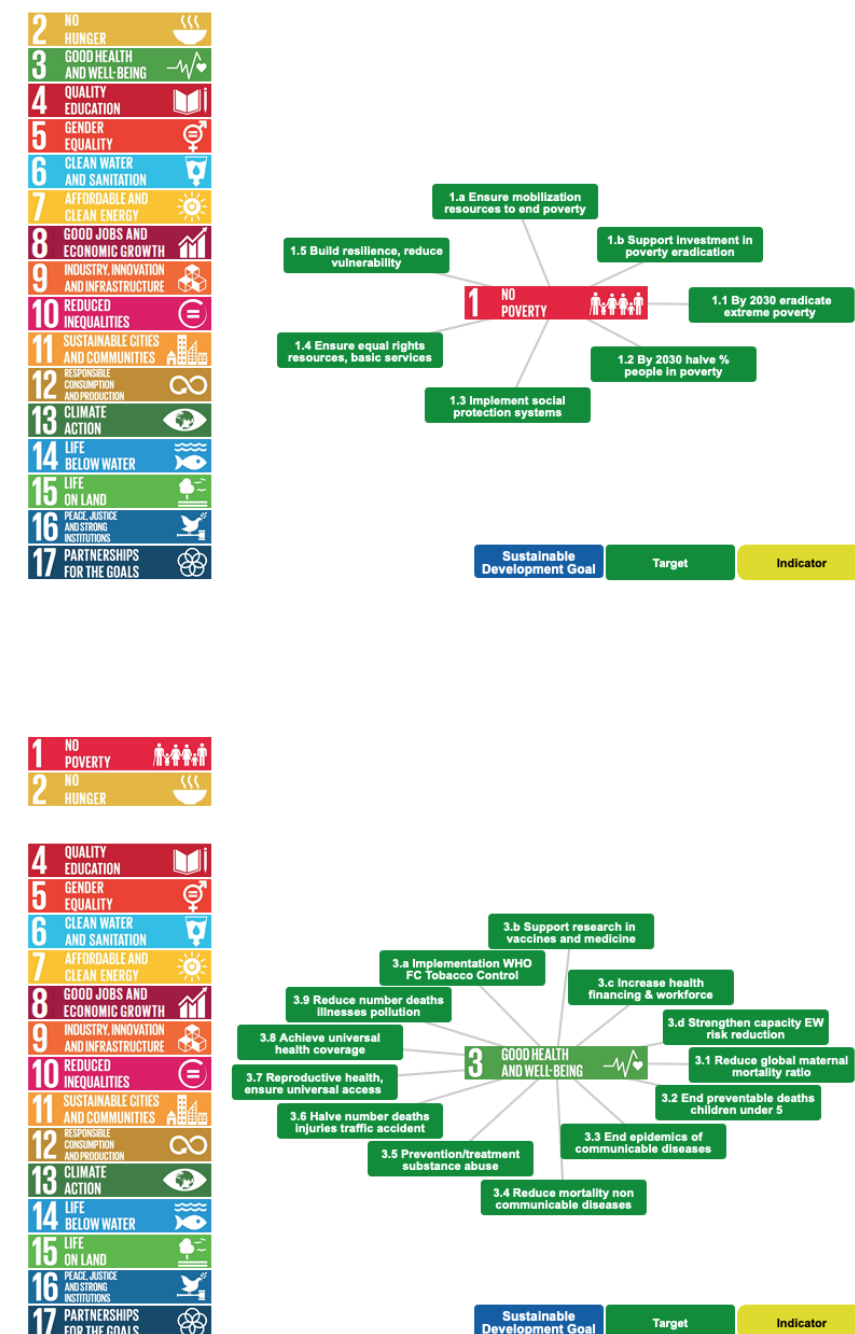 2 NO
HUNGER
3 GOOD HEALTH
AND WELL-BEING
4 QUALITY
EDUCATION
5 GENDER
EQUALITY
6 CLEAN WATER
AND SANITATION
7 AFFORDABLE AND
CLEAN ENERGY
8 GOOD JOBS AND
ECONOMIC GROWTH
9 INDUSTRY, INNOVATION
AND INFRASTRUCTURE
10 REDUCED
INEQUALITIES
11 SUSTAINABLE CITIES
AND COMMUNITIES
12 RESPONSIBLE
CONSUMPTION
AND PRODUCTION
13 CLIMATE
ACTION
14 LIFE
BELOW WATER
15 LIFE
ON LAND
16 PEACE, JUSTICE
AND STRONG
INSTITUTIONS
17 PARTNERSHIPS
FOR THE GOALS
1.a Ensure mobilization
resources to end poverty
1.b Support investment in
poverty eradication
1.5 Build resilience, reduce
vulnerability
1 NO
POVERTY
1.1 By 2030 eradicate
extreme poverty
1.4 Ensure equal rights
resources, basic services
1.2 By 2030 halve %
people in poverty
1.3 Implement social
protection systems
Sustainable
Development Goal
Target
Indicator
1 NO
POVERTY
2 NO
HUNGER
4 QUALITY
EDUCATION
5 GENDER
EQUALITY
6 CLEAN WATER
AND SANITATION
7 AFFORDABLE AND
CLEAN ENERGY
8 GOOD JOBS AND
ECONOMIC GROWTH
9 INDUSTRY, INNOVATION
AND INFRASTRUCTURE
10 REDUCED
INEQUALITIES
11 SUSTAINABLE CITIES
AND COMMUNITIES
12 RESPONSIBLE
CONSUMPTION
AND PRODUCTION
13 CLIMATE
ACTION
14 LIFE
BELOW WATER
15 LIFE
ON LAND
16 PEACE, JUSTICE
AND STRONG
INSTITUTIONS
17 PARTNERSHIPS
FOR THE GOALS
3.b Support research in
vaccines and medicine
3.a Implementation WHO
FC Tobacco Control
3.c Increase health
financing & workforce
3.9 Reduce number deaths
illnesses pollution
3.d Strengthen capacity EW
risk reduction
3.8 Achieve universal
health coverage
3 GOOD HEALTH
AND WELL-BEING
3.1 Reduce global maternal
mortality ratio
3.7 Reproductive health,
ensure universal access
3.2 End preventable deaths
children under 5
3.6 Halve number deaths
injuries traffic accident
3.3 End epidemics of
communicable diseases
3.5 Prevention/treatment
substance abuse
3.4 Reduce mortality non
communicable diseases
Sustainable
Development Goal
Target
Indicator